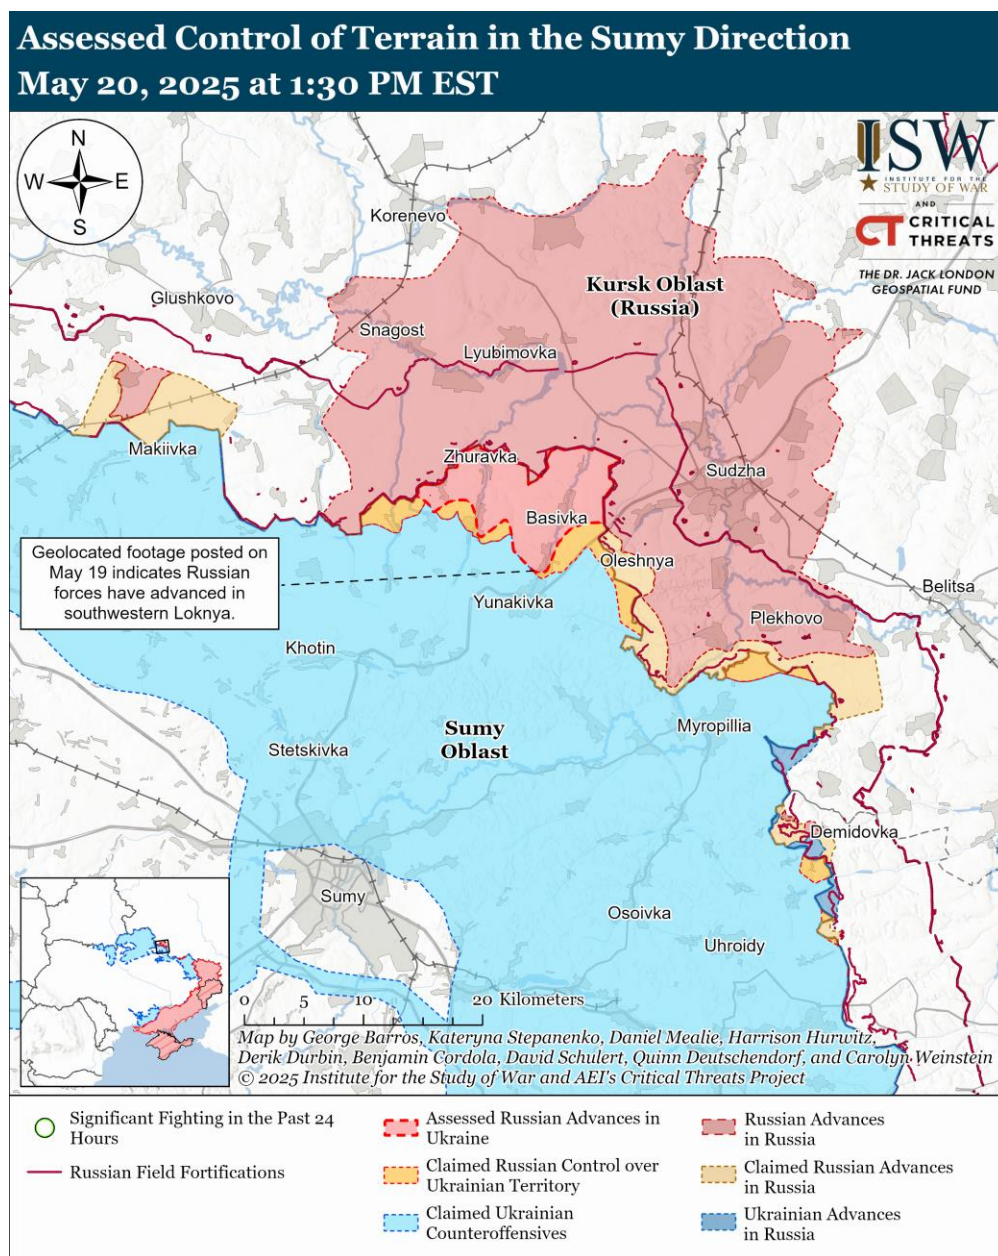 Assessed Control of Terrain in the Sumy Direction
May 20, 2025 at 1:30 PM EST
N
W
E
S
ISW
INSTITUTE FOR THE
STUDY OF WAR
AND
CT CRITICAL
THREATS
THE DR. JACK LONDON
GEOSPATIAL FUND
Korenevo
Kursk Oblast
(Russia)
Glushkovo
Snagost
Lyubimovka
Makiivka
Zhuravka
Sudzha
Basivka
Geolocated footage posted on
May 19 indicates Russian
forces have advanced in
southwestern Loknya.
Oleshnya
Belitsa
Yunakivka
Plekhovo
Khotin
Sumy
Oblast
Myropillia
Stetskivka
Demidovka
Sumy
Osoivka
Uhroidy
0 5 10 20 Kilometers
Map by George Barros, Kateryna Stepanenko, Daniel Mealie, Harrison Hurwitz,
Derik Durbin, Benjamin Cordola, David Schulert, Quinn Deutschendorf, and Carolyn Weinstein
© 2025 Institute for the Study of War and AEI's Critical Threats Project
Significant Fighting in the Past 24
Hours
Russian Field Fortifications
Assessed Russian Advances in
Ukraine
Claimed Russian Control over
Ukrainian Territory
Claimed Ukrainian
Counteroffensives
Russian Advances
in Russia
Claimed Russian Advances
in Russia
Ukrainian Advances
in Russia